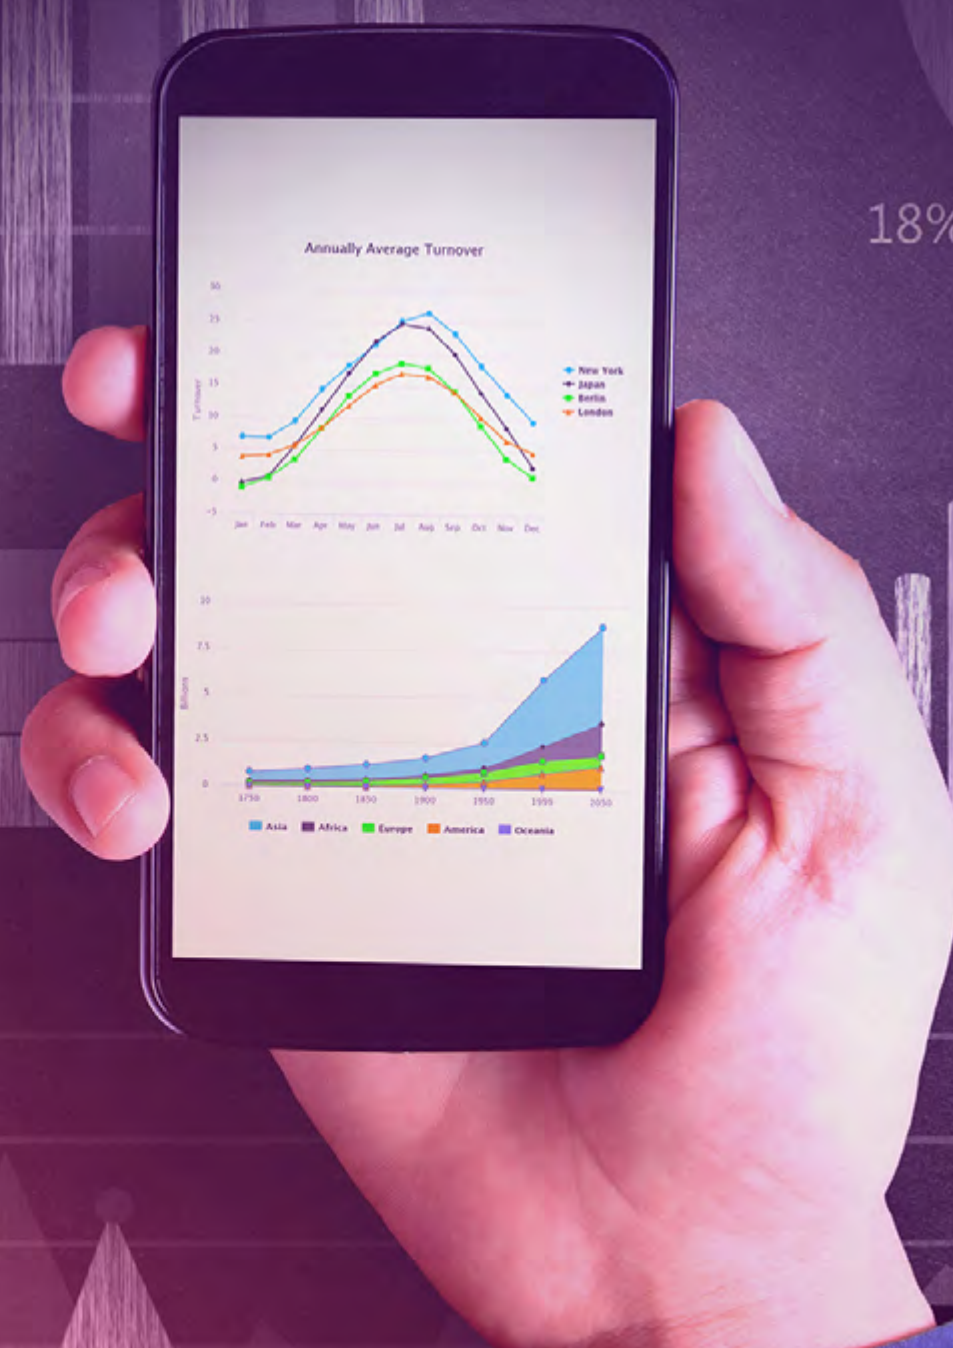 18%
Annually Average Turnover
30
25
20
15
10
5
0
-5
Turnover
Jan Feb Mar Apr May Jun Jul Aug Sep Oct Nov Dec
New York
Japan
Berlin
London
10
7.5
5
2.5
0
Billions
1750 1800 1850 1900 1950 1999 2050
Asia Africa Europe America Oceania